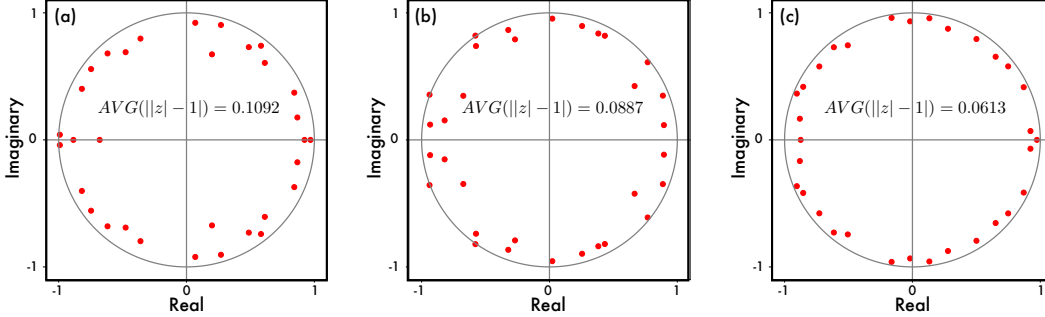 (a)
Imaginary
1
0
-1
AVG(||z| − 1|) = 0.1092
-1
0
1
Real
(b)
Imaginary
1
0
-1
AVG(||z| − 1|) = 0.0887
-1
0
1
Real
(c)
Imaginary
1
0
-1
AVG(||z| − 1|) = 0.0613
-1
0
1
Real